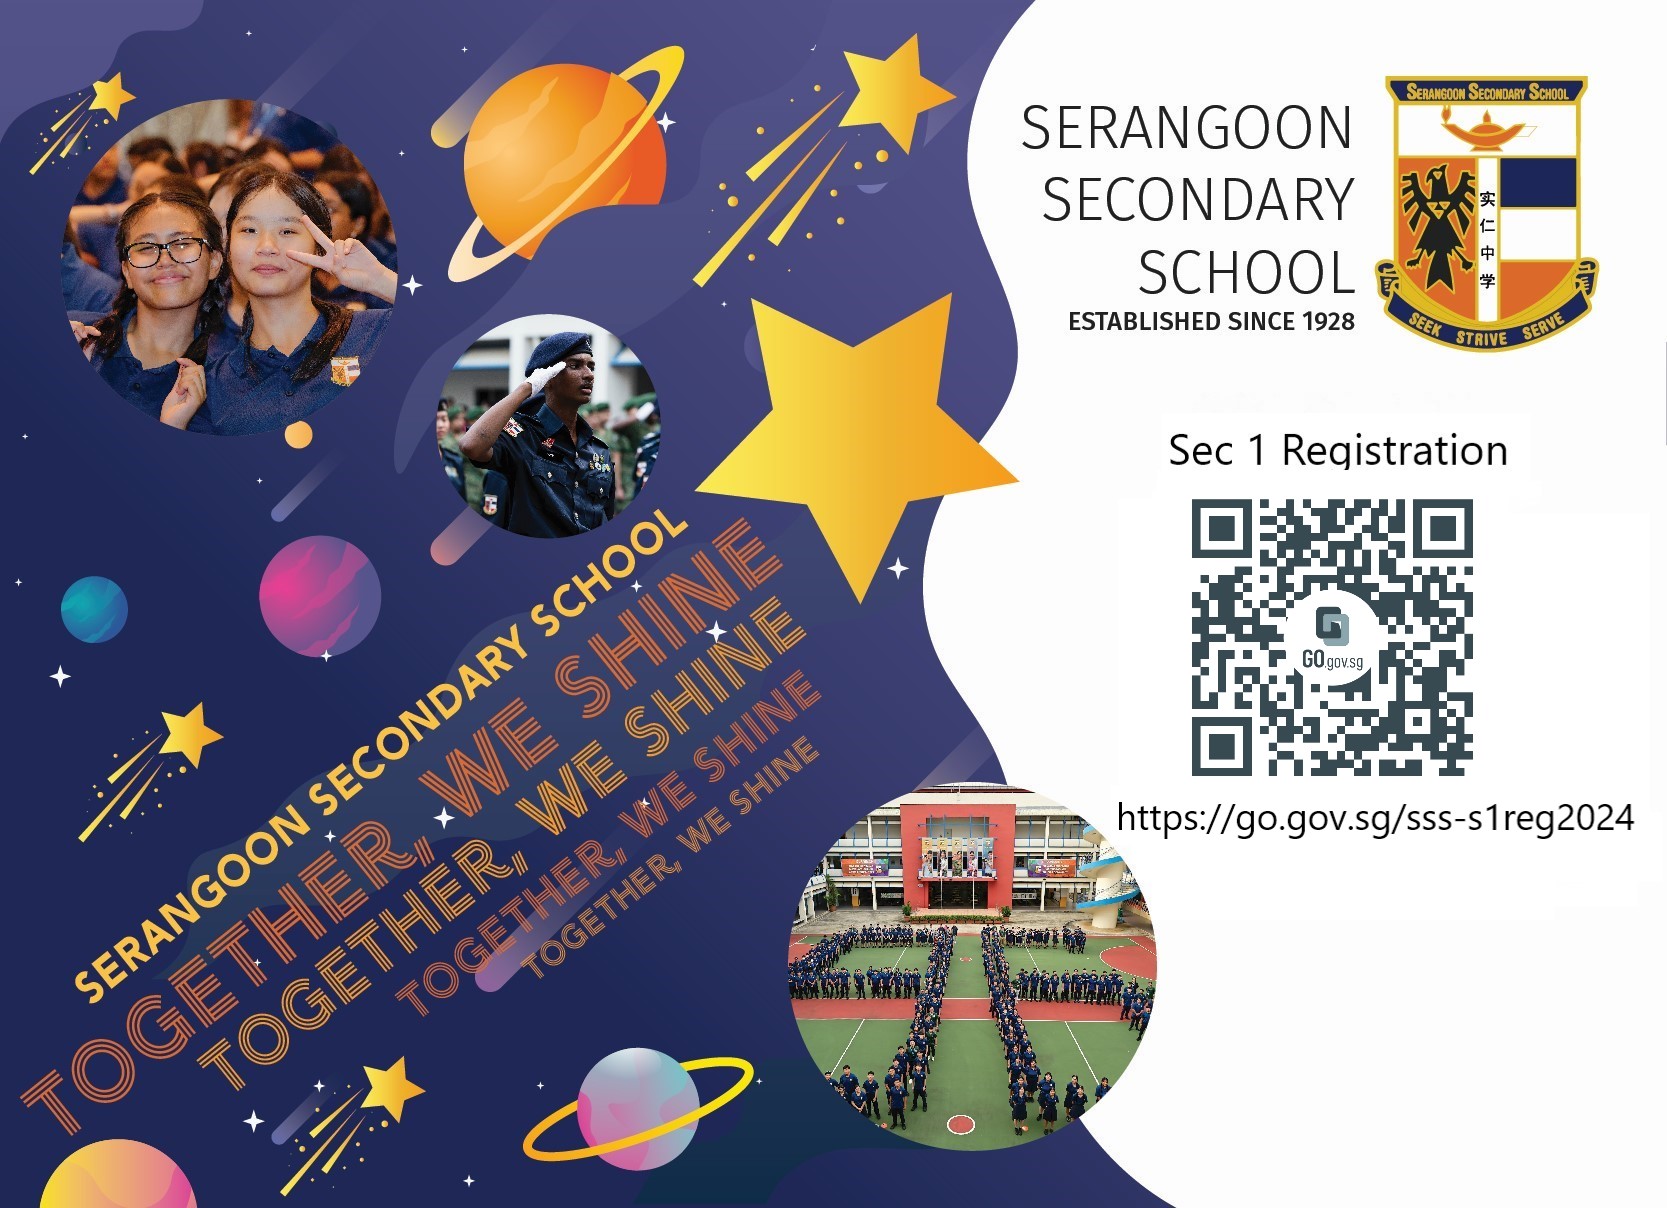 SERANGOON
SECONDARY
SCHOOL
ESTABLISHED SINCE 1928
SERANGOON SECONDARY SCHOOL
实仁中学
SEEK STRIVE SERVE
Sec 1 Registration
GO.gov.sg
https://go.gov.sg/sss-s1reg2024
SERANGOON SECONDARY SCHOOL
TOGETHER, WE SHINE
TOGETHER, WE SHINE
TOGETHER, WE SHINE
TOGETHER, WE SHINE